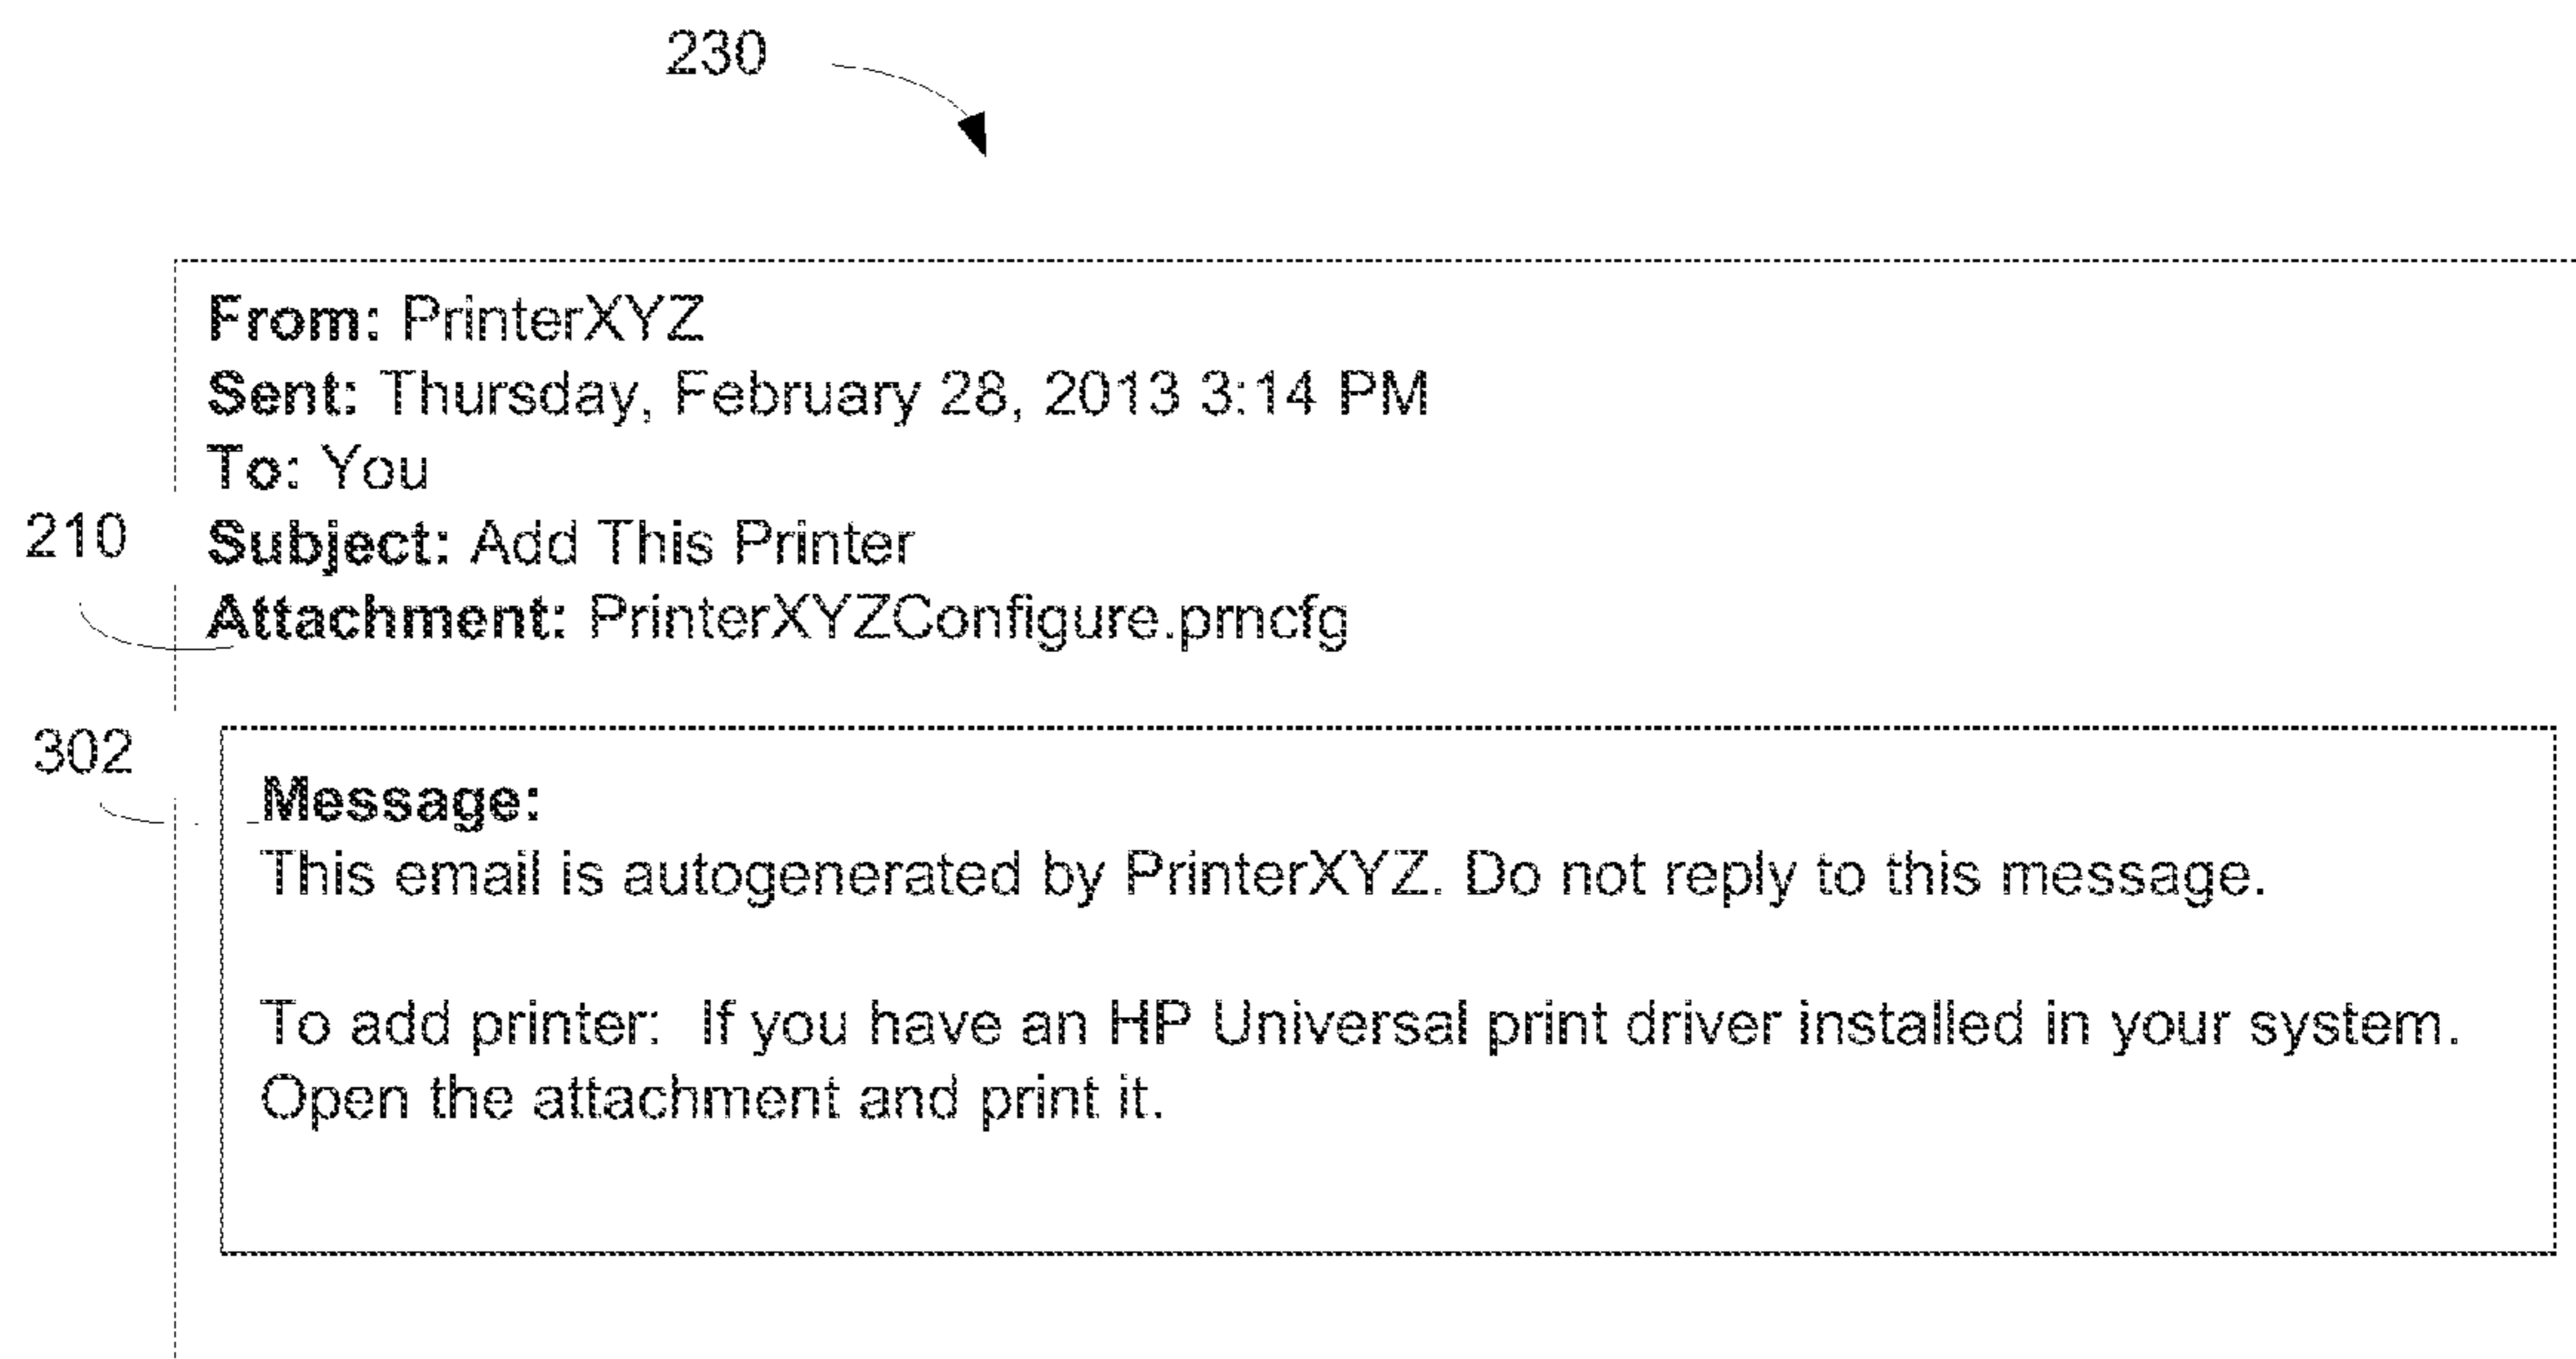 230
From: PrinterXYZ
Sent: Thursday, February 28, 2013 3:14 PM
To: You
210
Subject: Add This Printer
Attachment: PrinterXYZConfigure.prncfg
302
Message:
This email is autogenerated by PrinterXYZ. Do not reply to this message.
To add printer: If you have an HP Universal print driver installed in your system.
Open the attachment and print it.